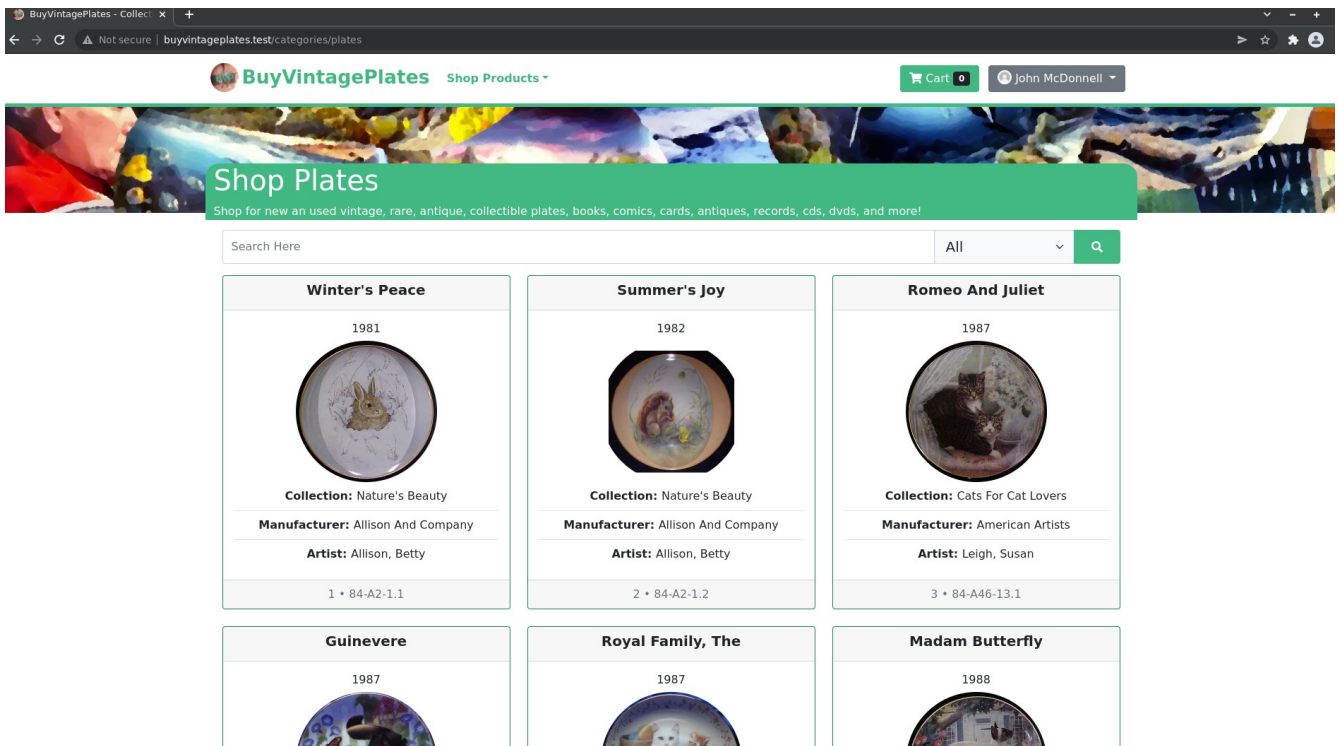 BuyVintagePlates - Collect
Not secure | buyvintageplates.test/categories/plates
BuyVintagePlates Shop Products Cart 0 John McDonnell
Shop Plates
Shop for new an used vintage, rare, antique, collectible plates, books, comics, cards, antiques, records, cds, dvds, and more!
Search Here All
Winter's Peace
1981
Collection: Nature's Beauty
Manufacturer: Allison And Company
Artist: Allison, Betty
1 • 84-A2-1.1
Summer's Joy
1982
Collection: Nature's Beauty
Manufacturer: Allison And Company
Artist: Allison, Betty
2 • 84-A2-1.2
Romeo And Juliet
1987
Collection: Cats For Cat Lovers
Manufacturer: American Artists
Artist: Leigh, Susan
3 • 84-A46-13.1
Guinevere
1987
Royal Family, The
1987
Madam Butterfly
1988